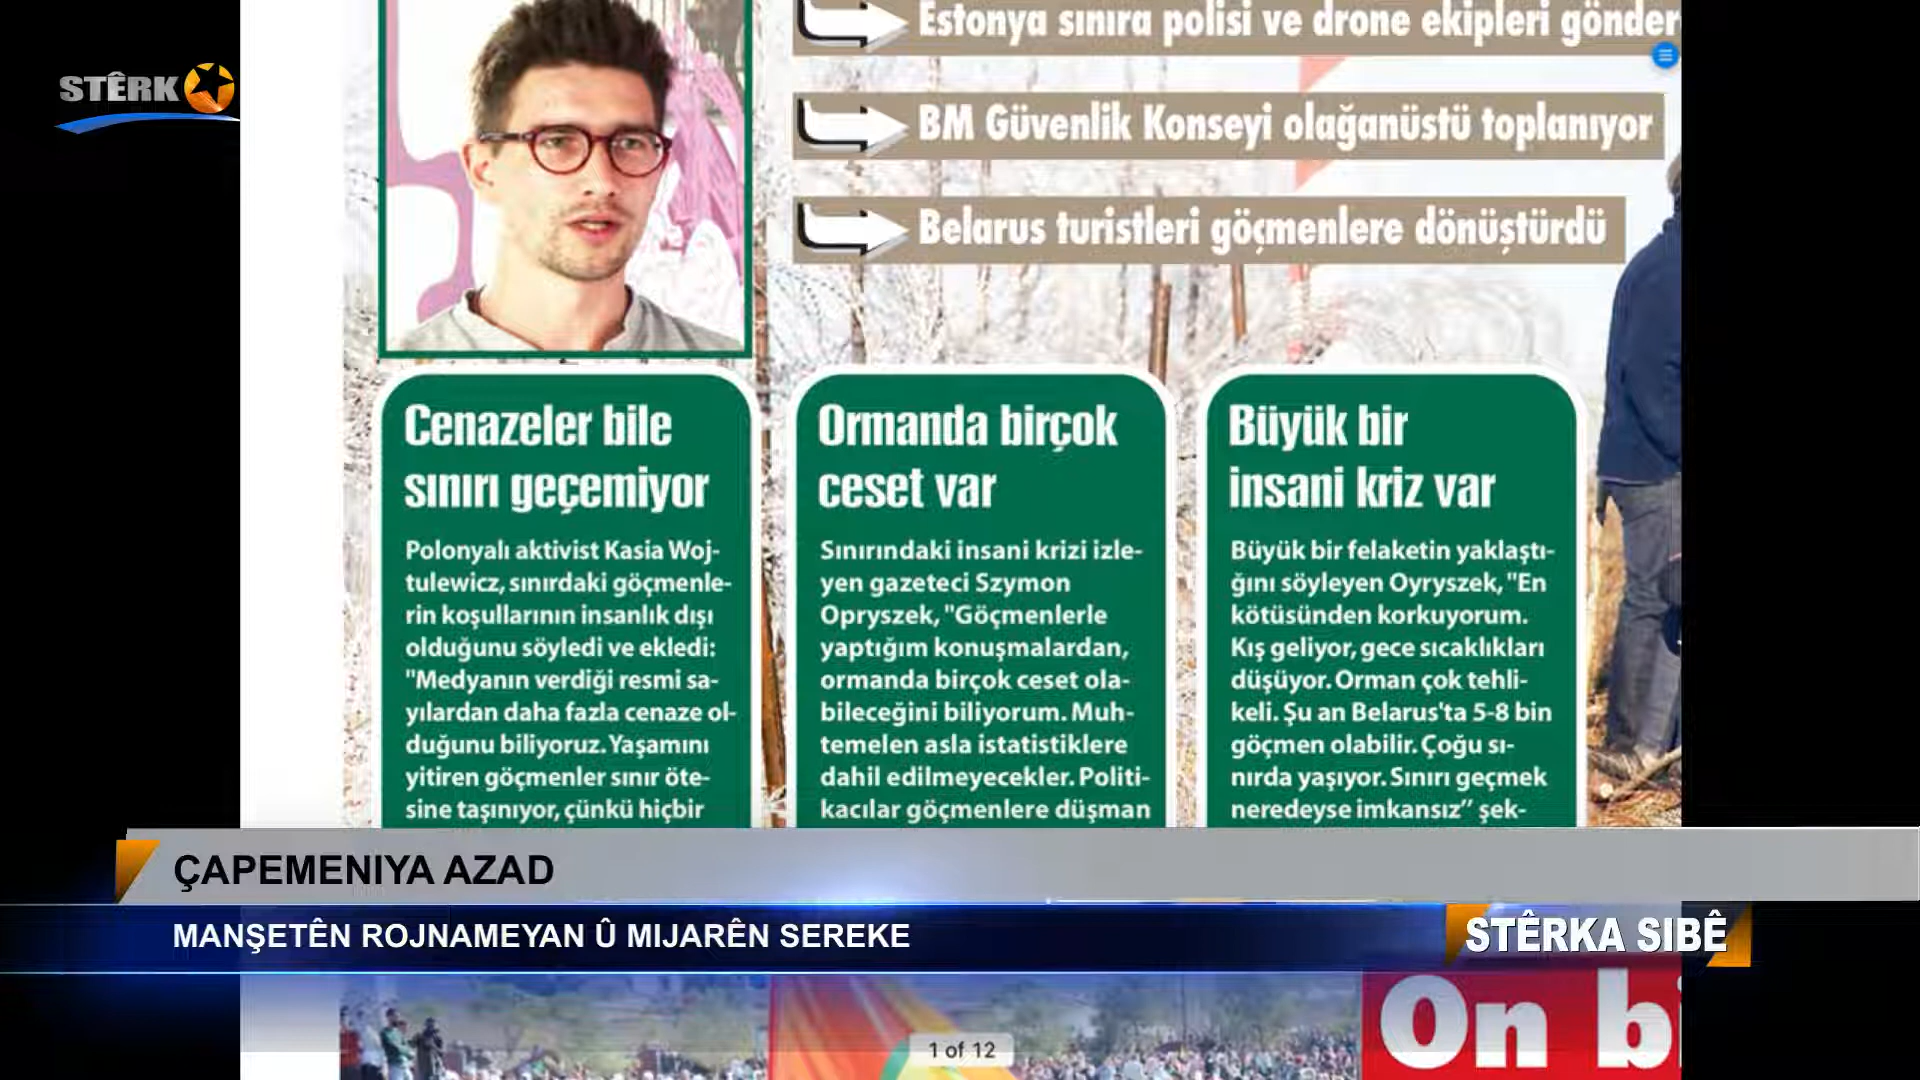 STÊRK
Estonya sınıra polisi ve drone ekipleri gönder
BM Güvenlik Konseyi olağanüstü toplanıyor
Belarus turistleri göçmenlere dönüştürdü
Cenazeler bile
sınırı geçemiyor
Polonyalı aktivist Kasia Woj-
tulewicz, sınırdaki göçmenle-
rin koşullarının insanlık dışı
olduğunu söyledi ve ekledi:
"Medyanın verdiği resmi sa-
yılardan daha fazla cenaze ol-
duğunu biliyoruz. Yaşamını
yitiren göçmenler sınır öte-
sine taşınıyor, çünkü hiçbir
Ormanda birçok
ceset var
Sınırındaki insani krizi izle-
yen gazeteci Szymon
Opryszek, "Göçmenlerle
yaptığım konuşmalardan,
ormanda birçok ceset ola-
bileceğini biliyorum. Muh-
temelen asla istatistiklere
dahil edilmeyecekler. Politi-
kacılar göçmenlere düşman
Büyük bir
insani kriz var
Büyük bir felaketin yaklaştı-
ğını söyleyen Oyryszek, "En
kötüsünden korkuyorum.
Kış geliyor, gece sıcaklıkları
düşüyor. Orman çok tehli-
keli. Şu an Belarus'ta 5-8 bin
göçmen olabilir. Çoğu sı-
nırda yaşıyor. Sınırı geçmek
neredeyse imkansız” şek-
ÇAPEMENIYA AZAD
MANŞETÊN ROJNAMEYAN Û MIJARÊN SEREKE
STÊRKA SIBÊ
On bi
1 of 12